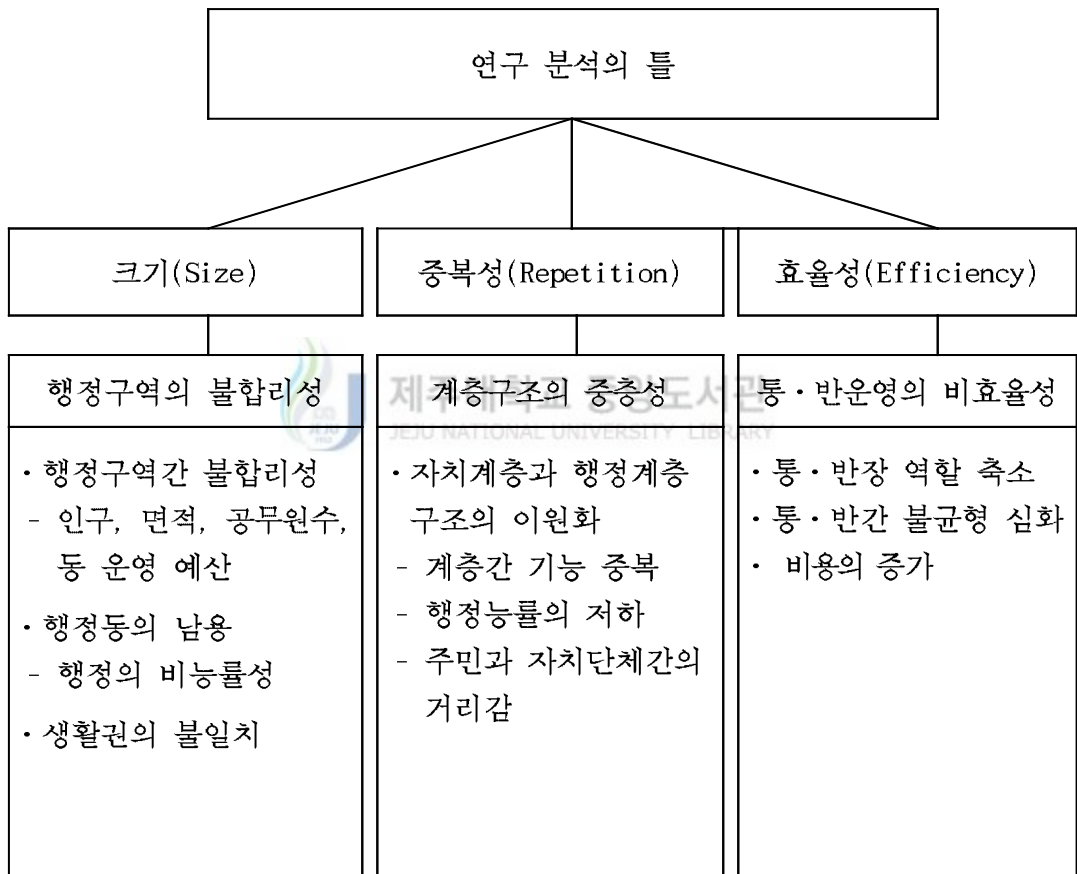 연구 분석의 틀
크기(Size)
중복성(Repetition)
효율성(Efficiency)
행정구역의 불합리성
계층구조의 중층성
통·반운영의 비효율성
제주대학교 중앙도서관
JEJU NATIONAL UNIVERSITY LIBRARY
·행정구역간 불합리성
- 인구, 면적, 공무원수,
동 운영 예산
·행정동의 남용
- 행정의 비능률성
·생활권의 불일치
·자치계층과 행정계층
구조의 이원화
- 계층간 기능 중복
- 행정능률의 저하
- 주민과 자치단체간의
거리감
·통·반장 역할 축소
·통·반간 불균형 심화
· 비용의 증가